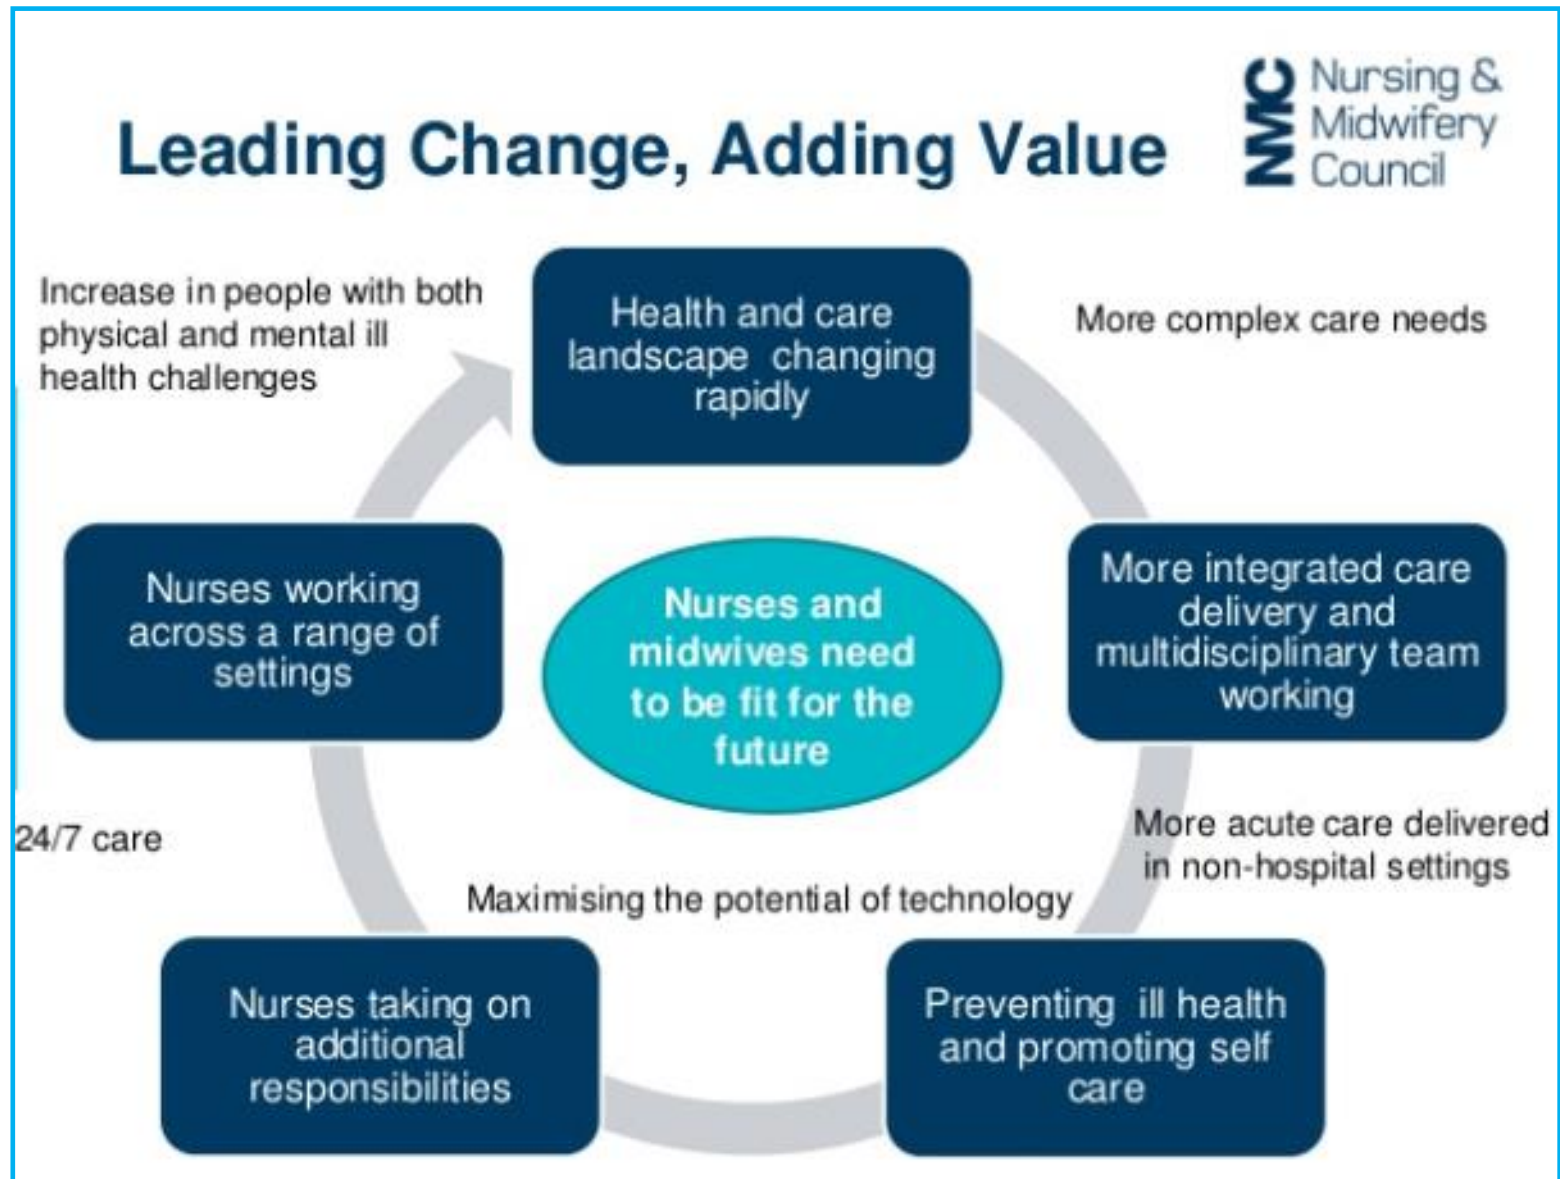 Leading Change, Adding Value
NMC
Nursing &
Midwifery
Council
Increase in people with both
physical and mental ill
health challenges
Health and care
landscape changing
rapidly
More complex care needs
Nurses working
across a range of
settings
Nurses and
midwives need
to be fit for the
future
More integrated care
delivery and
multidisciplinary team
working
24/7 care
More acute care delivered
in non-hospital settings
Maximising the potential of technology
Nurses taking on
additional
responsibilities
Preventing ill health
and promoting self
care